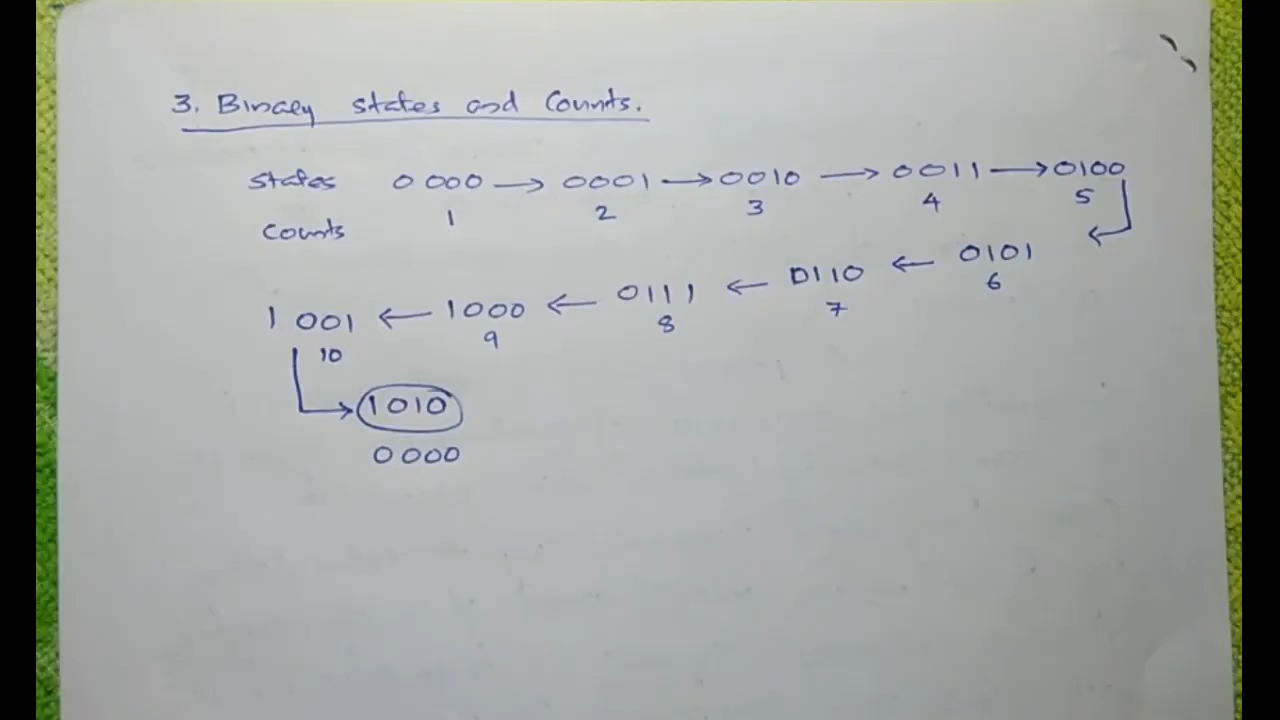 3. Binary states and Counts.
states 0000 → 0001 → 0010 → 0011 → 0100
Counts 1 2 3 4 5
1001 ← 1000 ← 0111 ← 0110 ← 0101
10 9 8 7 6
1010
0000